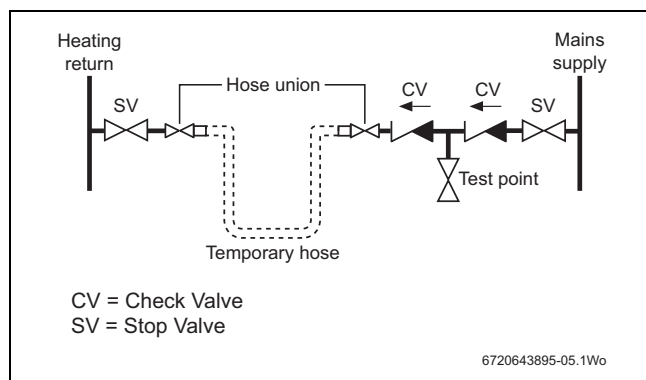 Heating
return
Mains
supply
Hose union
CV
CV
SV
SV
Test point
Temporary hose
CV = Check Valve
SV = Stop Valve
6720643895-05.1Wo